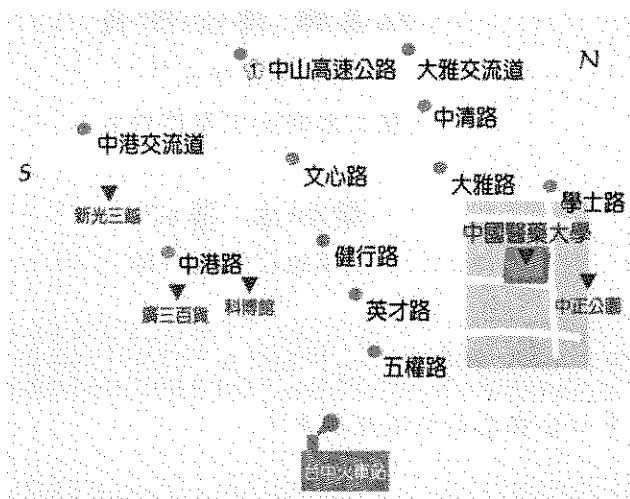 ① 中山高速公路
大雅交流道
N
中清路
中港交流道
S
文心路
大雅路
學士路
新光三越
中國醫藥大學
中港路
健行路
廣三百貨
科博館
英才路
中正公園
五權路
台中火車站